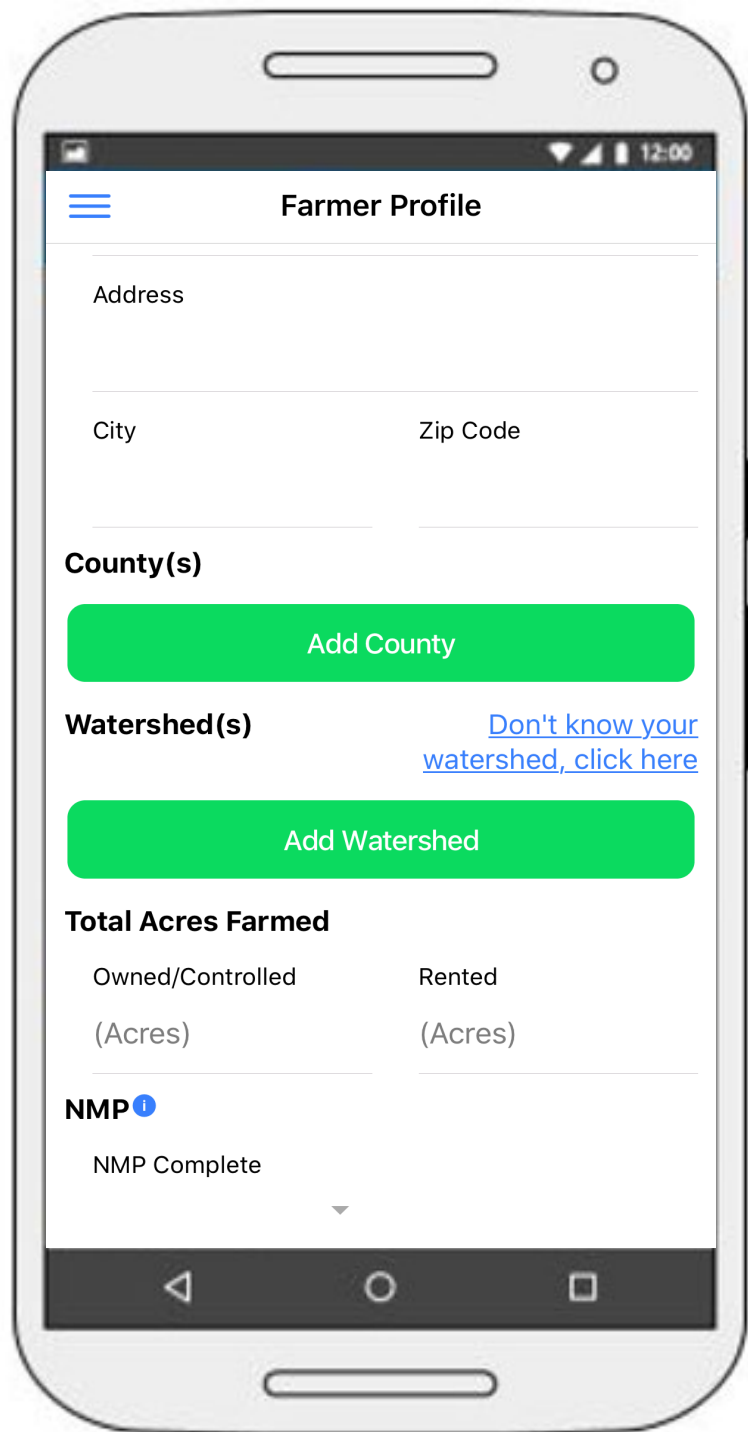 12:00
Farmer Profile
Address
City Zip Code
County(s)
Add County
Watershed(s) Don't know your
watershed, click here
Add Watershed
Total Acres Farmed
Owned/Controlled Rented
(Acres) (Acres)
NMP i
NMP Complete